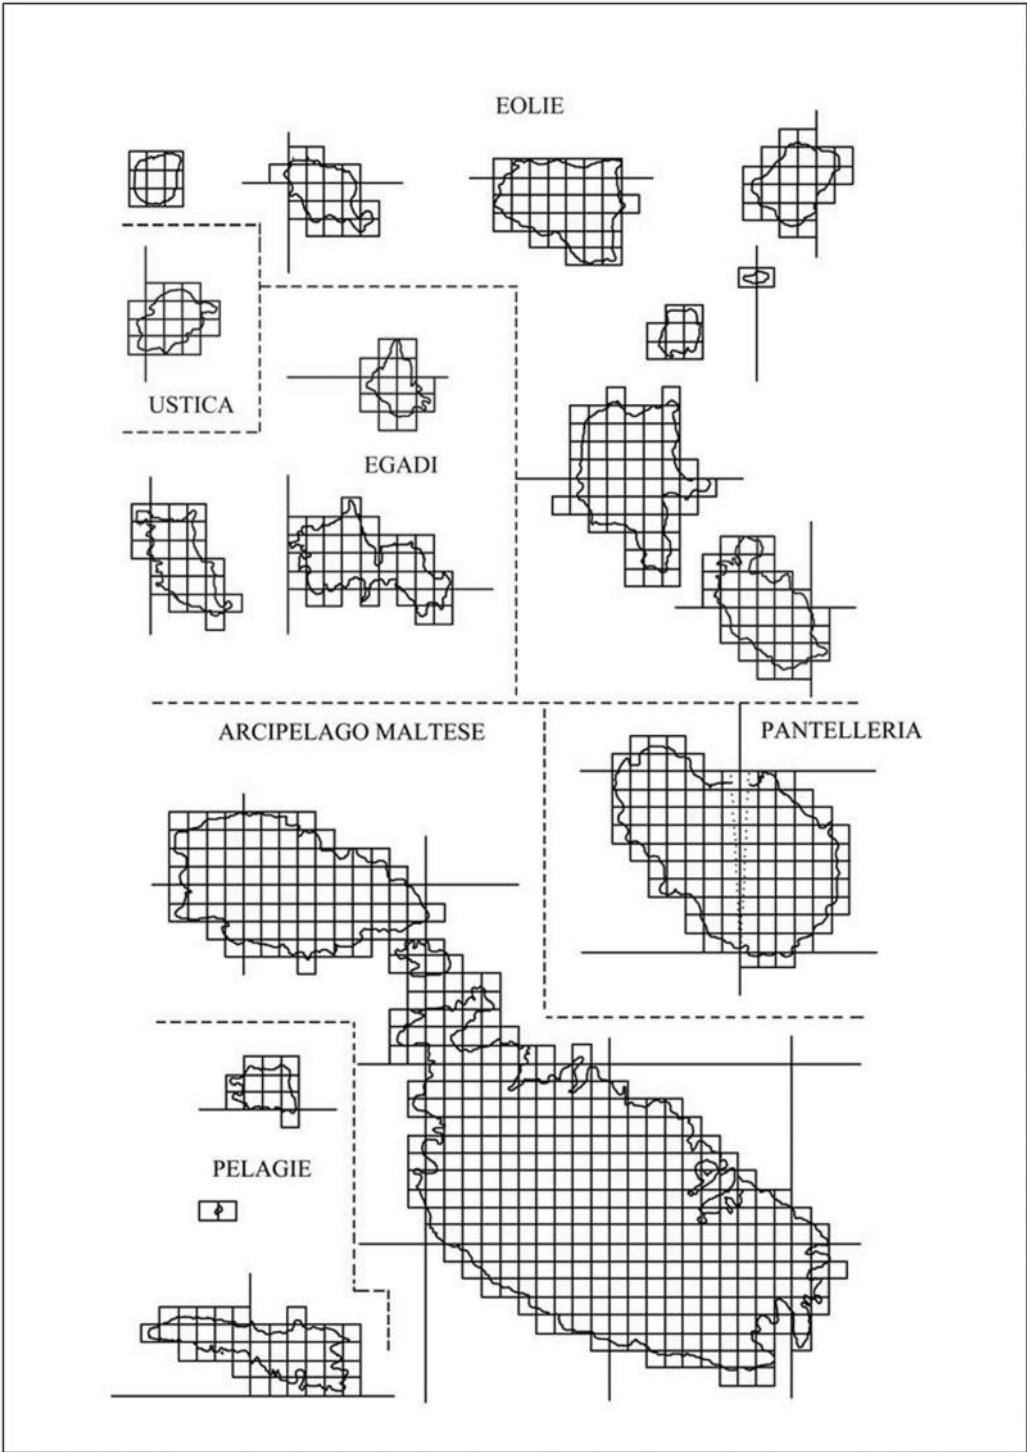 EOLIE
USTICA
EGADI
ARCIPELAGO MALTESE
PANTELLERIA
PELAGIE